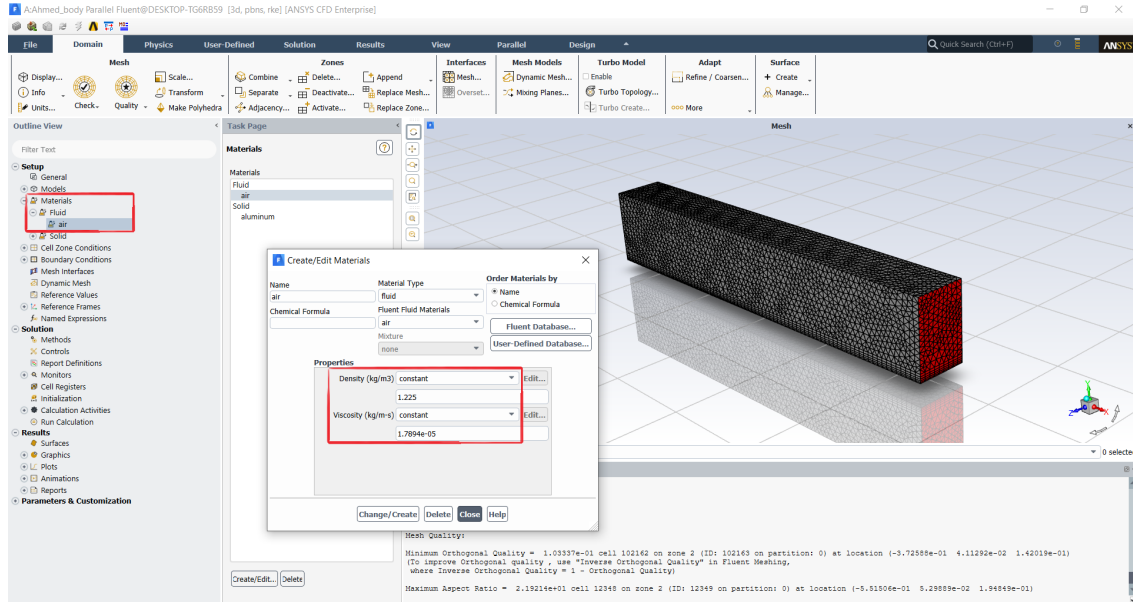 A:Ahmed_body Parallel Fluent@DESKTOP-TG6RB59 [3d, pbns, rke] [ANSYS CFD Enterprise]
File Domain Physics User-Defined Solution Results View Parallel Design
Quick Search (Ctrl+F)
ANSYS
Mesh
Display...
Info
Units...
Check
Quality
Scale...
Transform
Make Polyhedra
Zones
Combine
Separate
Adjacency...
Delete...
Deactivate...
Activate...
Append
Replace Mesh...
Replace Zone...
Interfaces
Mesh...
Overset...
Mesh Models
Dynamic Mesh...
Mixing Planes...
Turbo Model
Enable
Turbo Topology...
Turbo Create...
Adapt
Refine / Coarsen...
More
Surface
Create
Manage...
Outline View
Filter Text
Setup
General
Models
Materials
Fluid
air
Solid
Cell Zone Conditions
Boundary Conditions
Mesh Interfaces
Dynamic Mesh
Reference Values
Reference Frames
Named Expressions
Solution
Methods
Controls
Report Definitions
Monitors
Cell Registers
Initialization
Calculation Activities
Run Calculation
Results
Surfaces
Graphics
Plots
Animations
Reports
Parameters & Customization
Task Page
Materials
Materials
Fluid
air
Solid
aluminum
Create/Edit... Delete
Mesh
Create/Edit Materials
Name
air
Chemical Formula
Material Type
fluid
Fluent Fluid Materials
air
Mixture
none
Order Materials by
Name
Chemical Formula
Fluent Database...
User-Defined Database...
Properties
Density (kg/m3) constant Edit...
1.225
Viscosity (kg/m-s) constant Edit...
1.7894e-05
Change/Create Delete Close Help
Y
Z X
0 selected
Mesh Quality:
Minimum Orthogonal Quality = 1.03337e-01 cell 102162 on zone 2 (ID: 102163 on partition: 0) at location (-3.72588e-01 4.11292e-02 1.42019e-01)
(To improve Orthogonal quality , use "Inverse Orthogonal Quality" in Fluent Meshing,
where Inverse Orthogonal Quality = 1 - Orthogonal Quality)
Maximum Aspect Ratio = 2.19214e+01 cell 12348 on zone 2 (ID: 12349 on partition: 0) at location (-5.51506e-01 5.29889e-02 1.94849e-01)